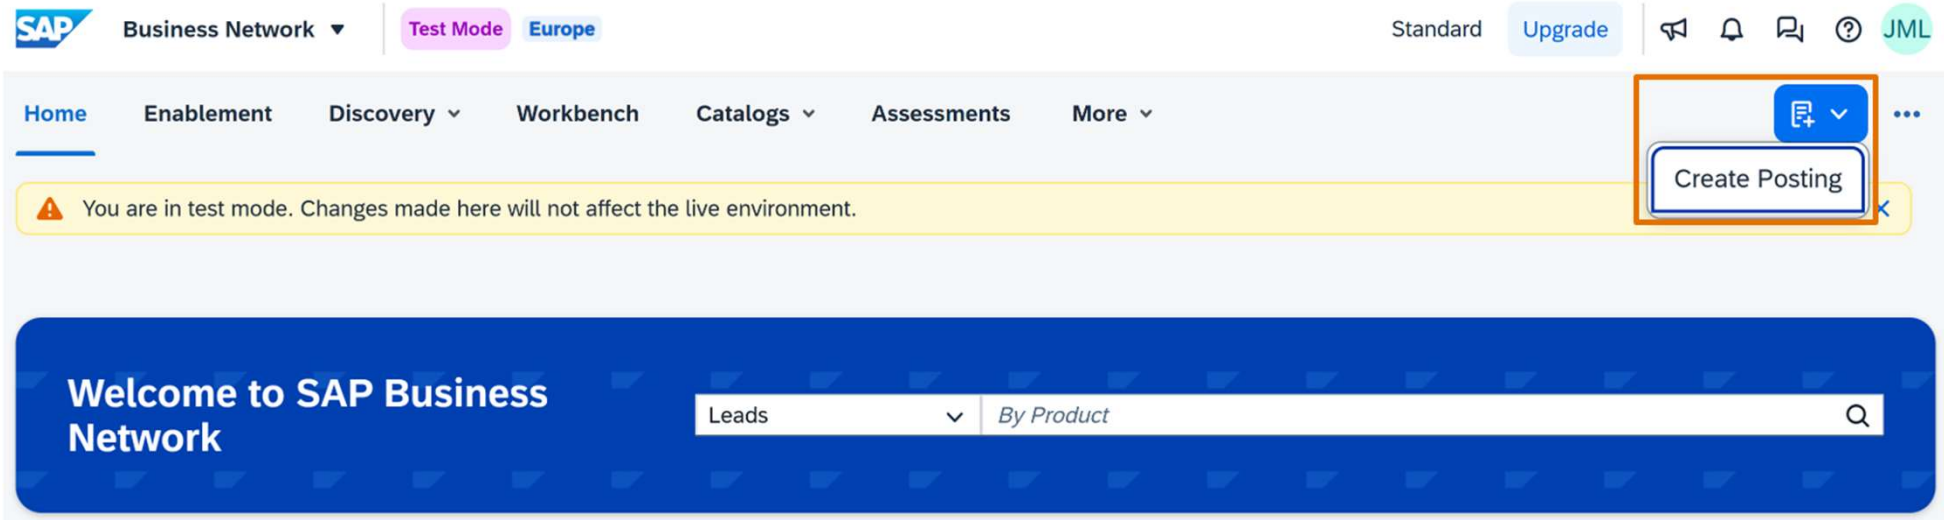 SAP Business Network Test Mode Europe Standard Upgrade JML
Home Enablement Discovery Workbench Catalogs Assessments More
Create Posting
You are in test mode. Changes made here will not affect the live environment.
Welcome to SAP Business
Network
Leads By Product